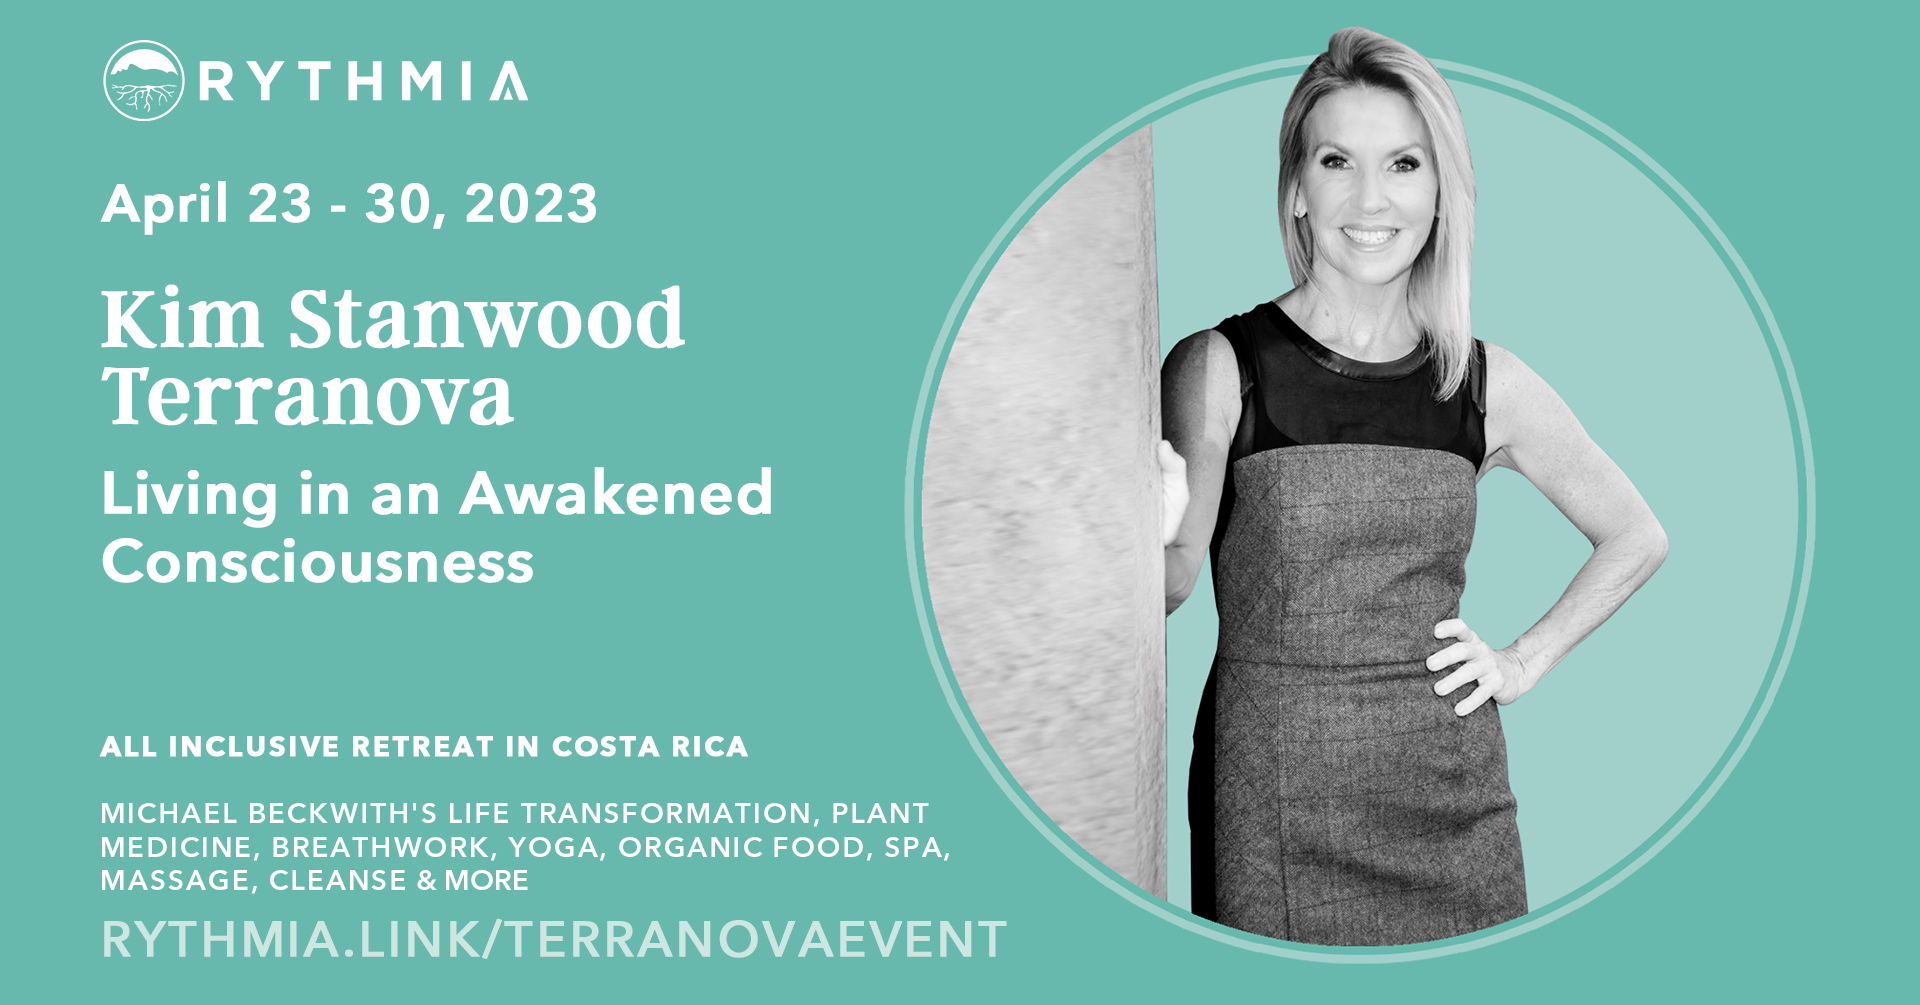 RYTHMIA
April 23 - 30, 2023
Kim Stanwood
Terranova
Living in an Awakened
Consciousness
ALL INCLUSIVE RETREAT IN COSTA RICA
MICHAEL BECKWITH'S LIFE TRANSFORMATION, PLANT
MEDICINE, BREATHWORK, YOGA, ORGANIC FOOD, SPA,
MASSAGE, CLEANSE & MORE
RYTHMIA.LINK/TERRANOVAEVENT